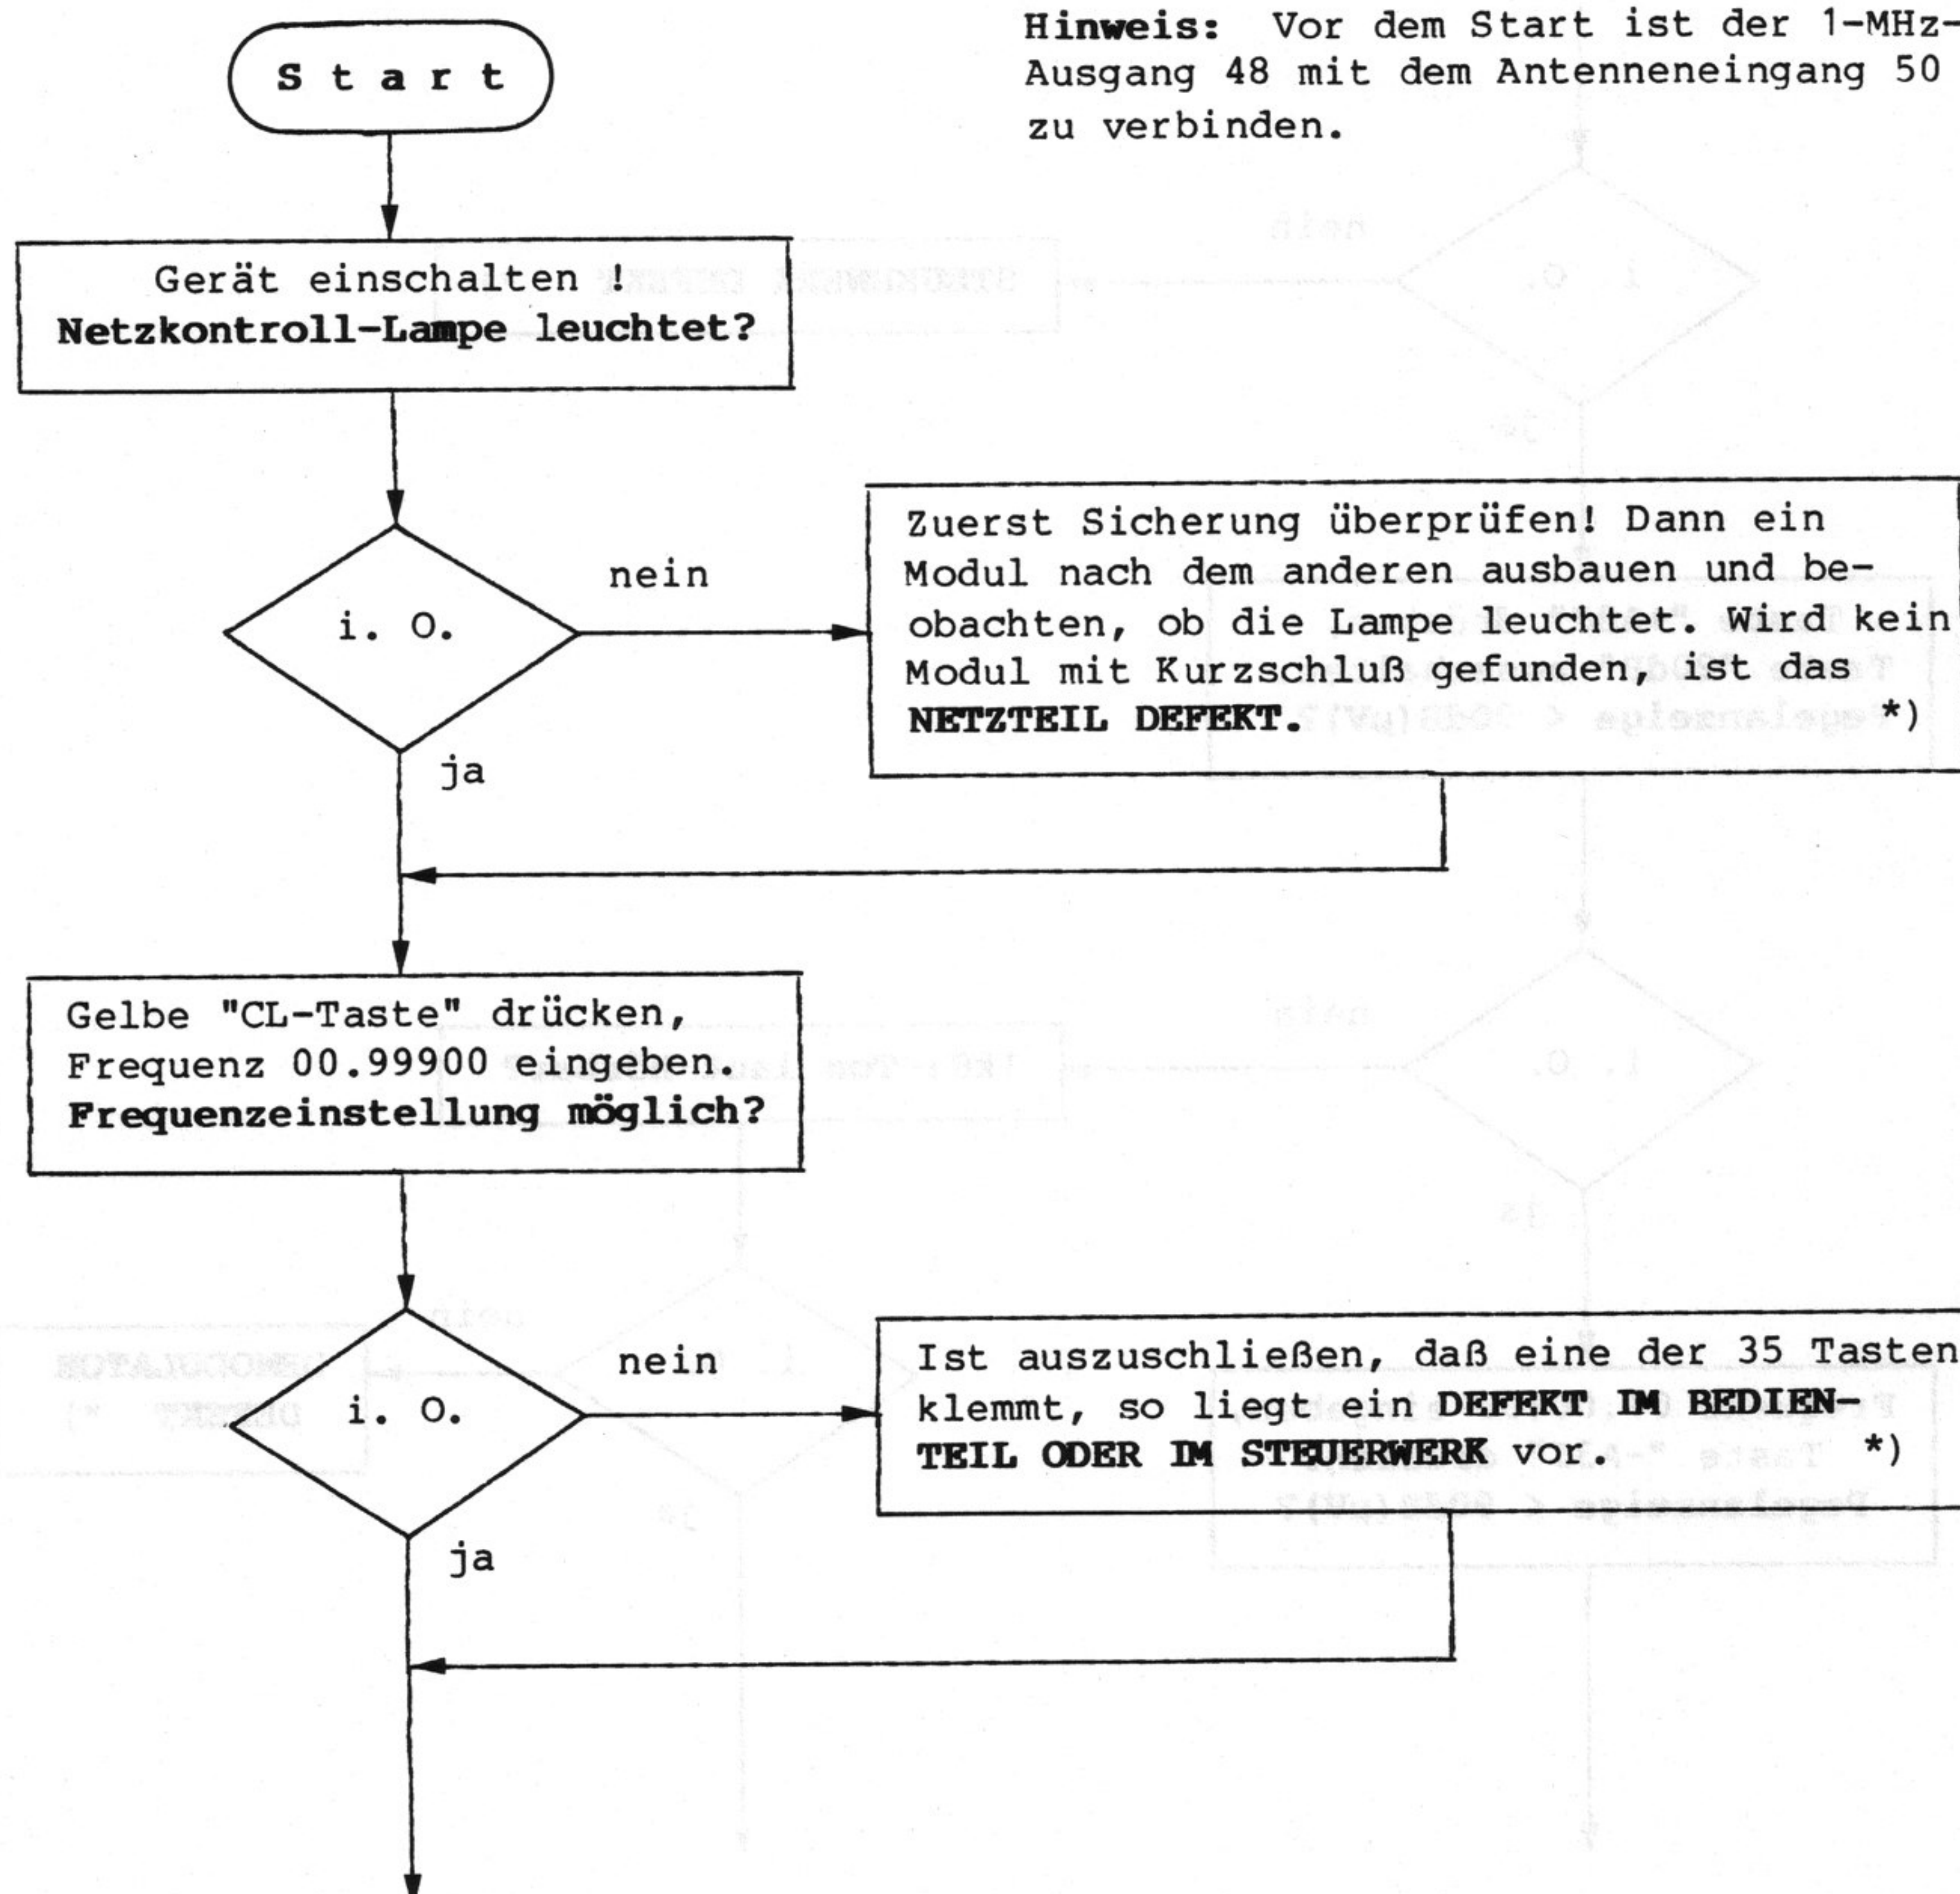 Hinweis: Vor dem Start ist der 1-MHz-
Ausgang 48 mit dem Antenneneingang 50
zu verbinden.
S t a r t
Gerät einschalten !
Netzkontroll-Lampe leuchtet?
i. O.
nein
Zuerst Sicherung überprüfen! Dann ein
Modul nach dem anderen ausbauen und be-
obachten, ob die Lampe leuchtet. Wird kein
Modul mit Kurzschluß gefunden, ist das
NETZTEIL DEFEKT. *)
ja
Gelbe "CL-Taste" drücken,
Frequenz 00.99900 eingeben.
Frequenzeinstellung möglich?
i. O.
nein
Ist auszuschließen, daß eine der 35 Tasten
klemmt, so liegt ein DEFEKT IM BEDIEN-
TEIL ODER IM STEUERWERK vor. *)
ja